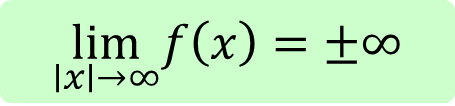 lim f(x) = ±∞
|x|→∞